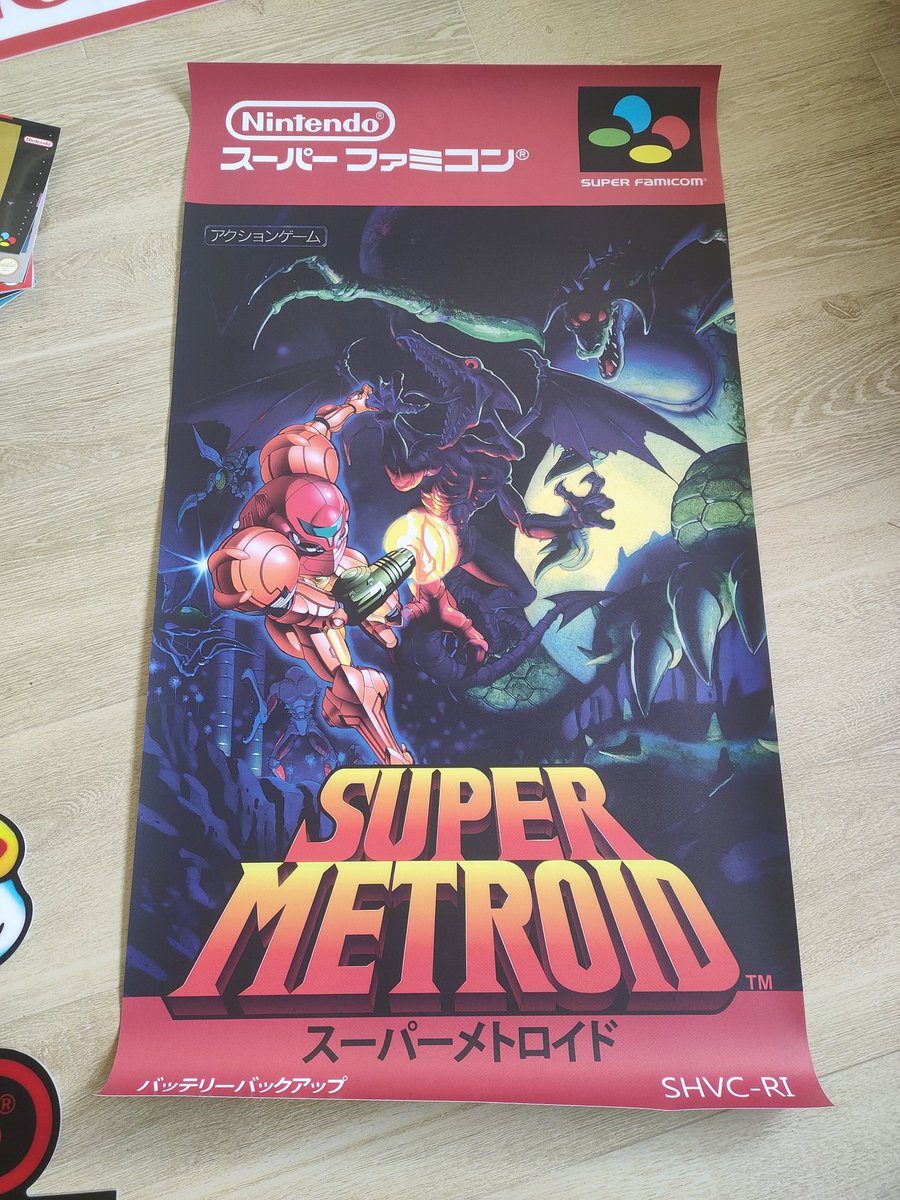 Nintendo®
スーパーファミコン®
SUPER FAMICOM®
アクションゲーム
SUPER
METROID™
スーパーメトロイド
バッテリーバックアップ
SHVC-RI
Nintendo
®